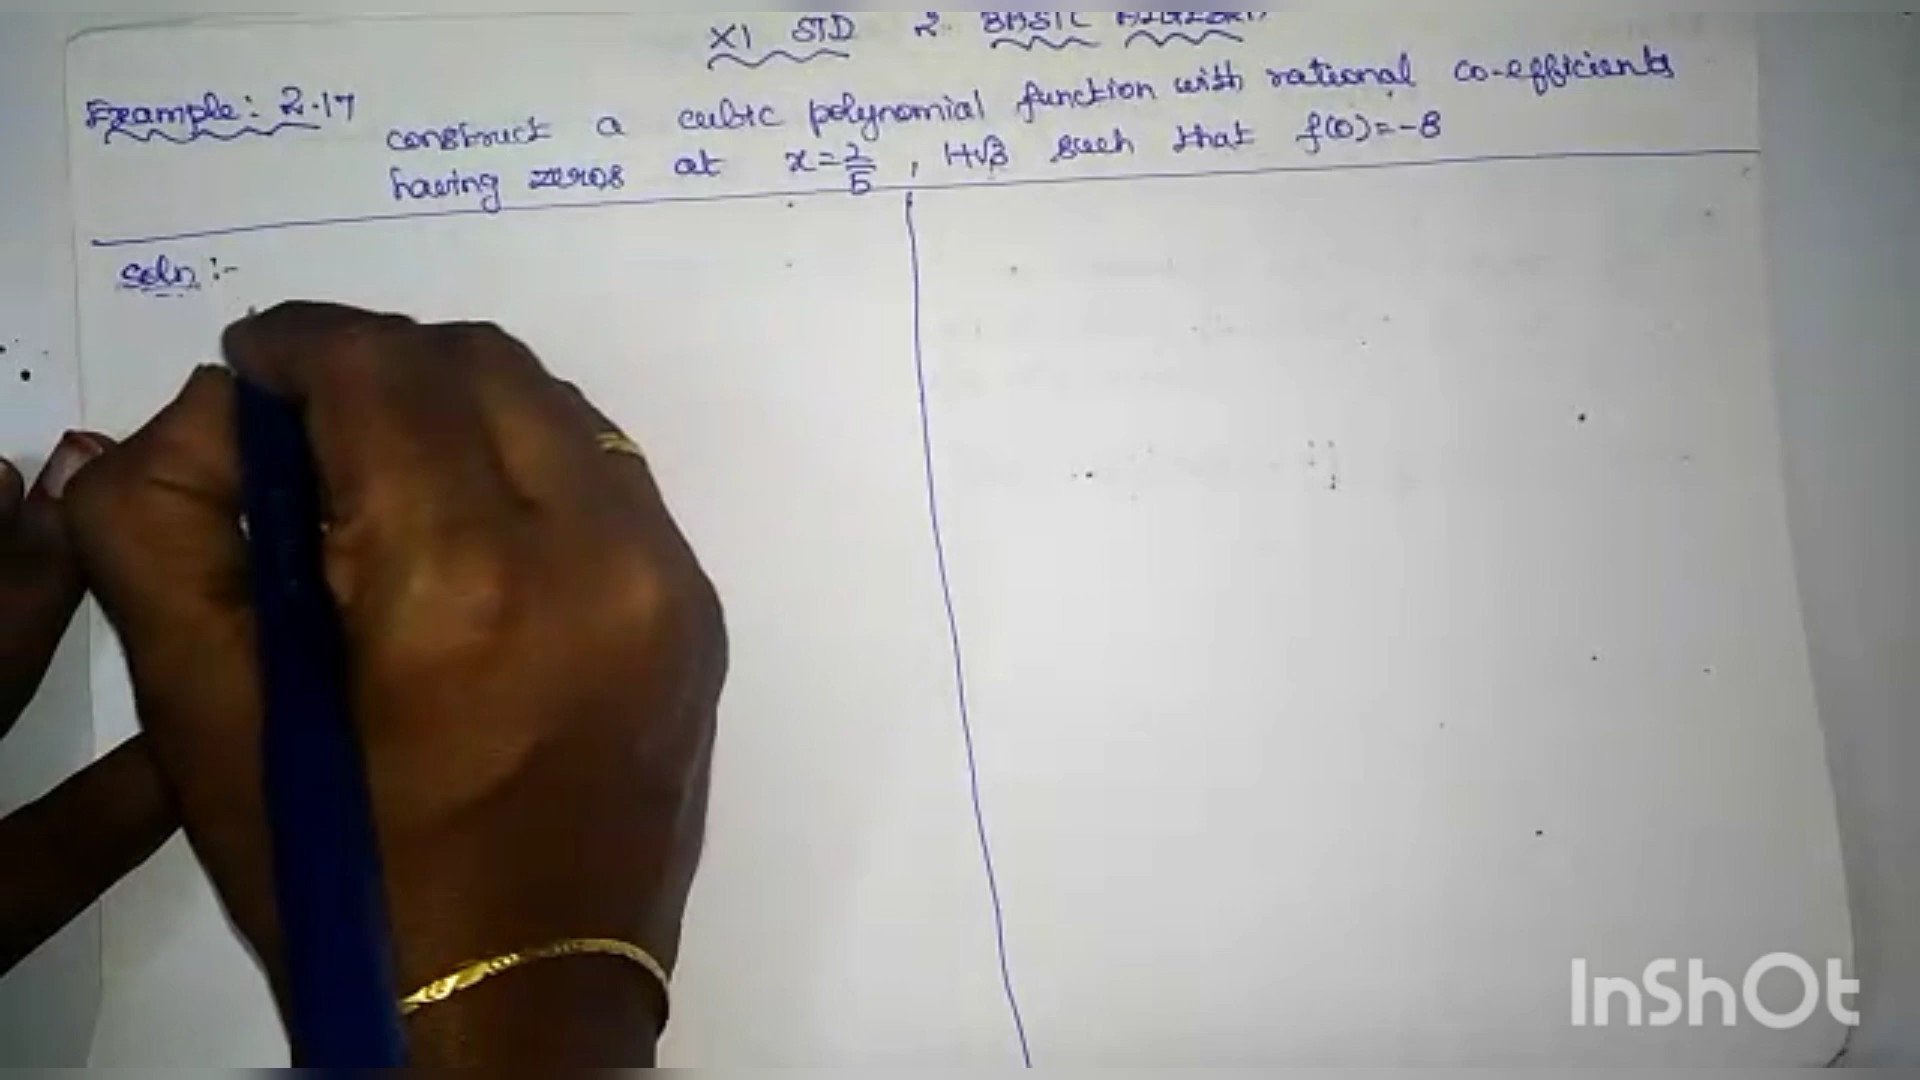 XI STD 2. BASIC ALGEBRA
Example: 2.17
construct a cubic polynomial function with rational co-efficients
having zeros at x=2/5, 1+√3 such that f(0)=-8
Soln:-
InShOt